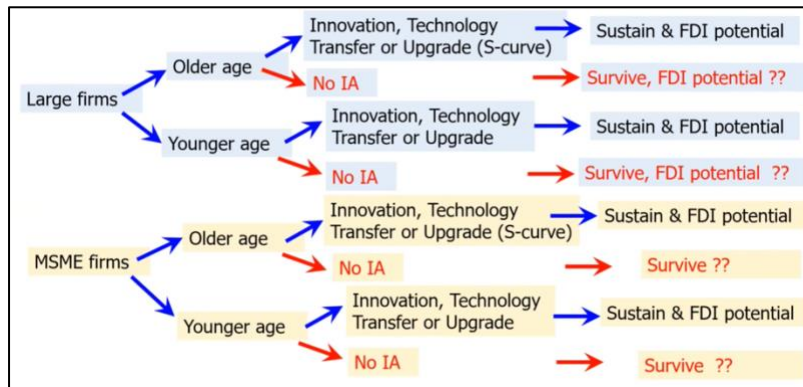 Innovation, Technology
Transfer or Upgrade (S-curve)
Sustain & FDI potential
Older age
No IA
Survive, FDI potential ??
Large firms
Younger age
Innovation, Technology
Transfer or Upgrade
Sustain & FDI potential
No IA
Survive, FDI potential ??
Innovation, Technology
Transfer or Upgrade (S-curve)
Sustain & FDI potential
Older age
MSME firms
No IA
Survive ??
Younger age
Innovation, Technology
Transfer or Upgrade
Sustain & FDI potential
No IA
Survive ??